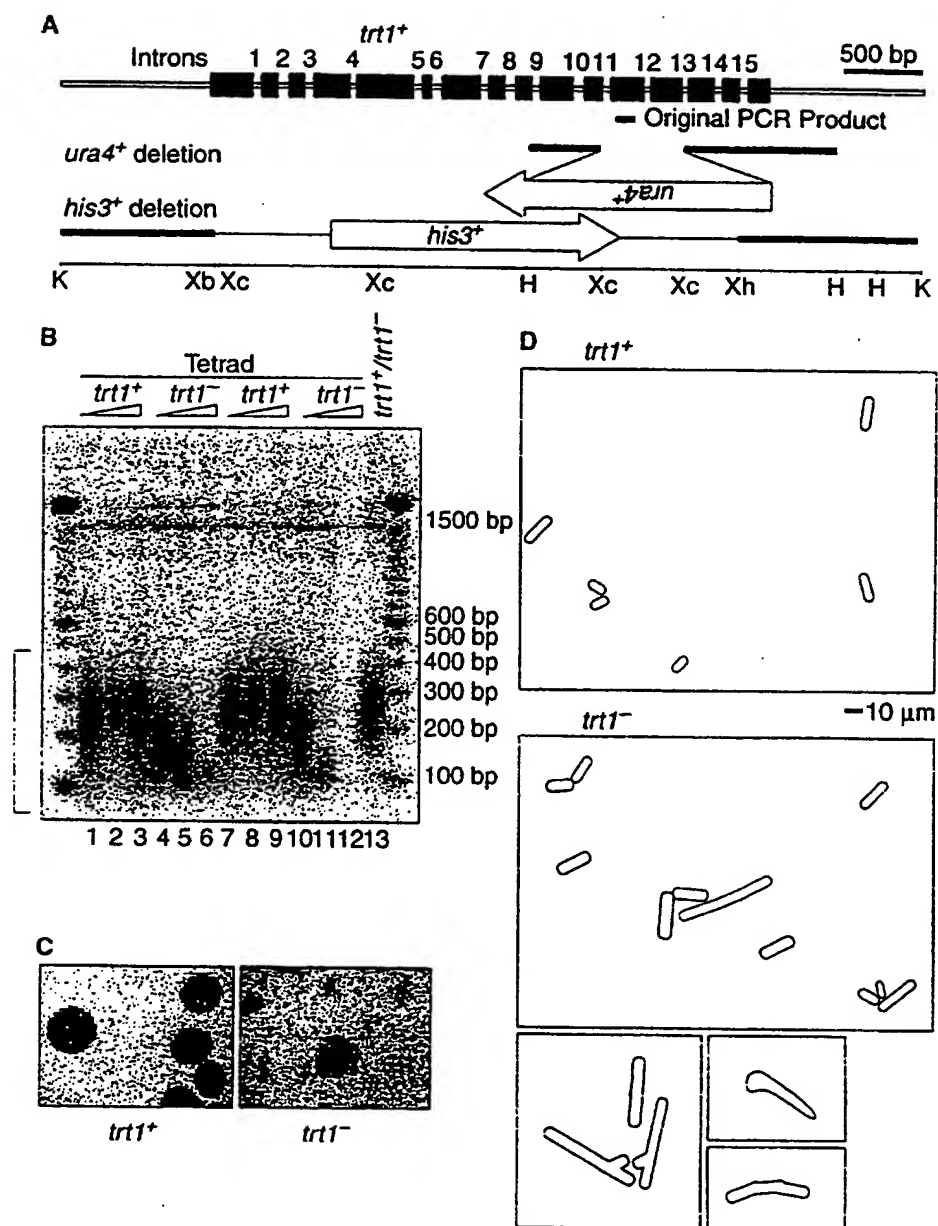 A
trt1+
Introns 1 2 3 4 5 6 7 8 9 10 11 12 13 14 15
500 bp
Original PCR Product
ura4+ deletion
ura4+
his3+ deletion
his3+
K Xb Xc Xc H Xc Xc Xh H H K
B
Tetrad
trt1+ trt1− trt1+ trt1−
trt1+/trt1−
1500 bp
600 bp
500 bp
400 bp
300 bp
200 bp
100 bp
1 2 3 4 5 6 7 8 9 10 11 12 13
C
trt1+ trt1−
D
trt1+
10 µm
trt1−